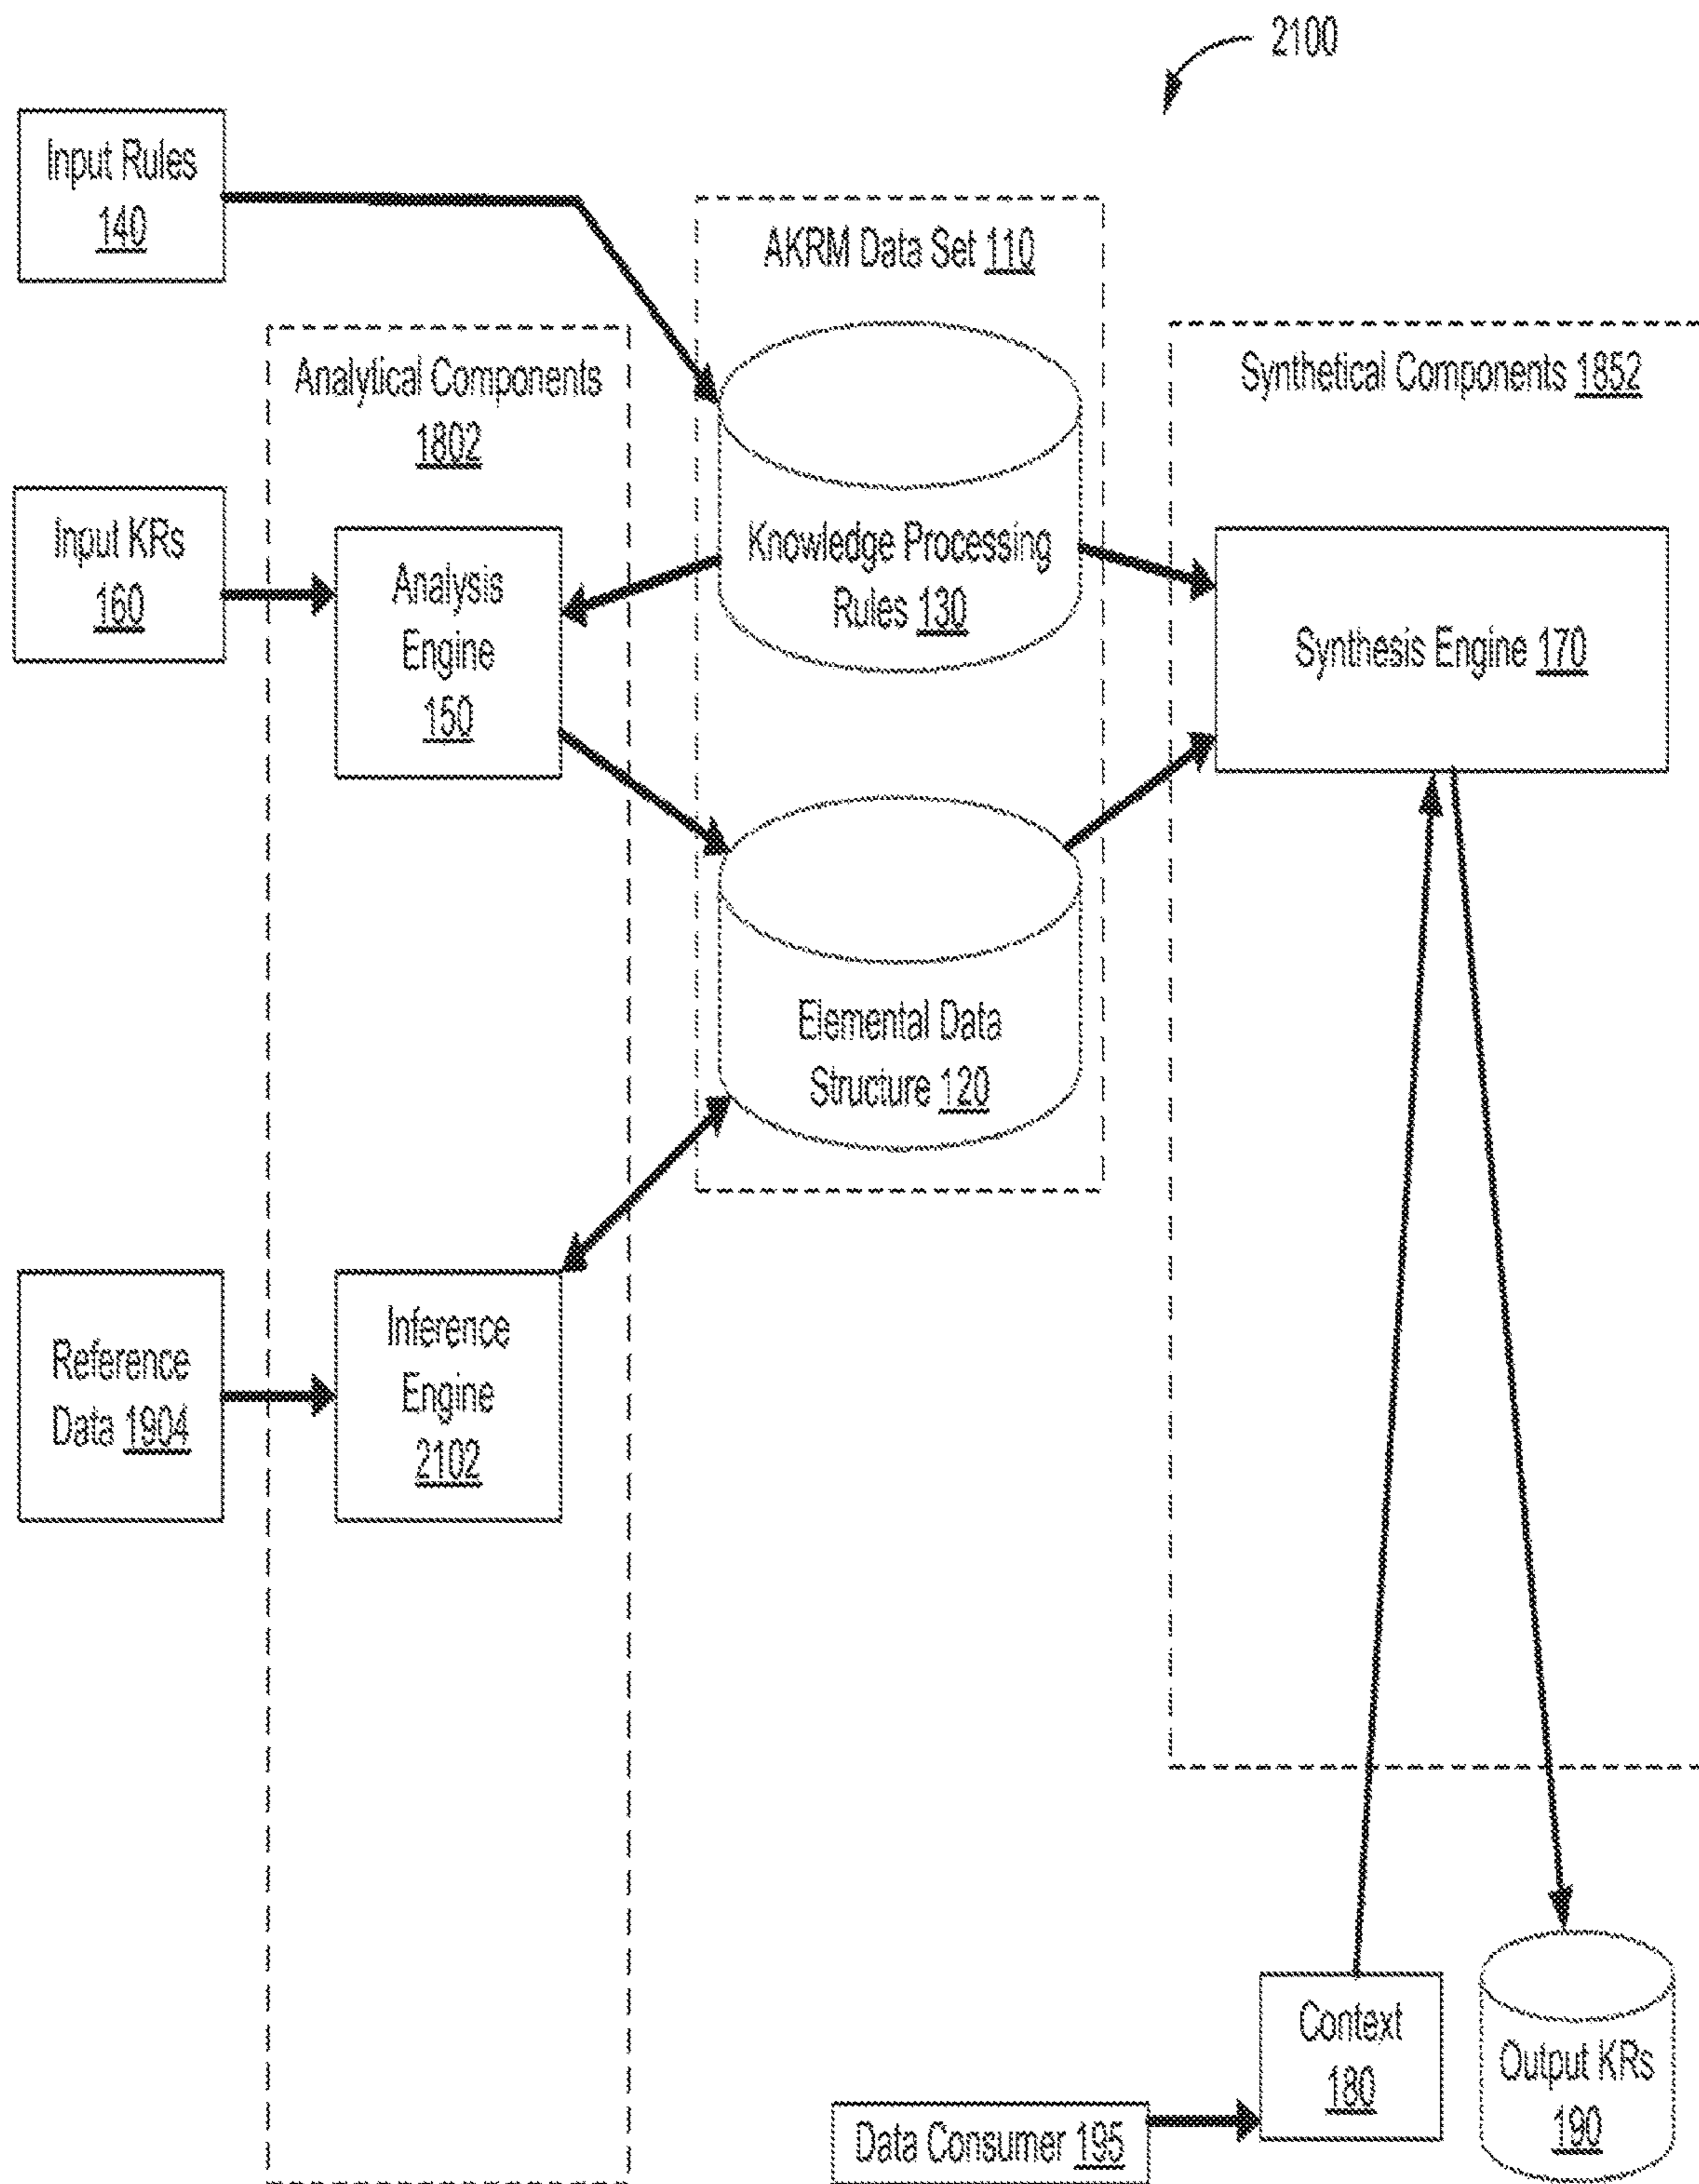 2100
Input Rules
140
AKRM Data Set 110
Analytical Components
1802
Synthetical Components 1852
Input KRs
160
Analysis
Engine
150
Knowledge Processing
Rules 130
Synthesis Engine 170
Elemental Data
Structure 120
Reference
Data 1904
Inference
Engine
2102
Context
180
Output KRs
190
Data Consumer 195